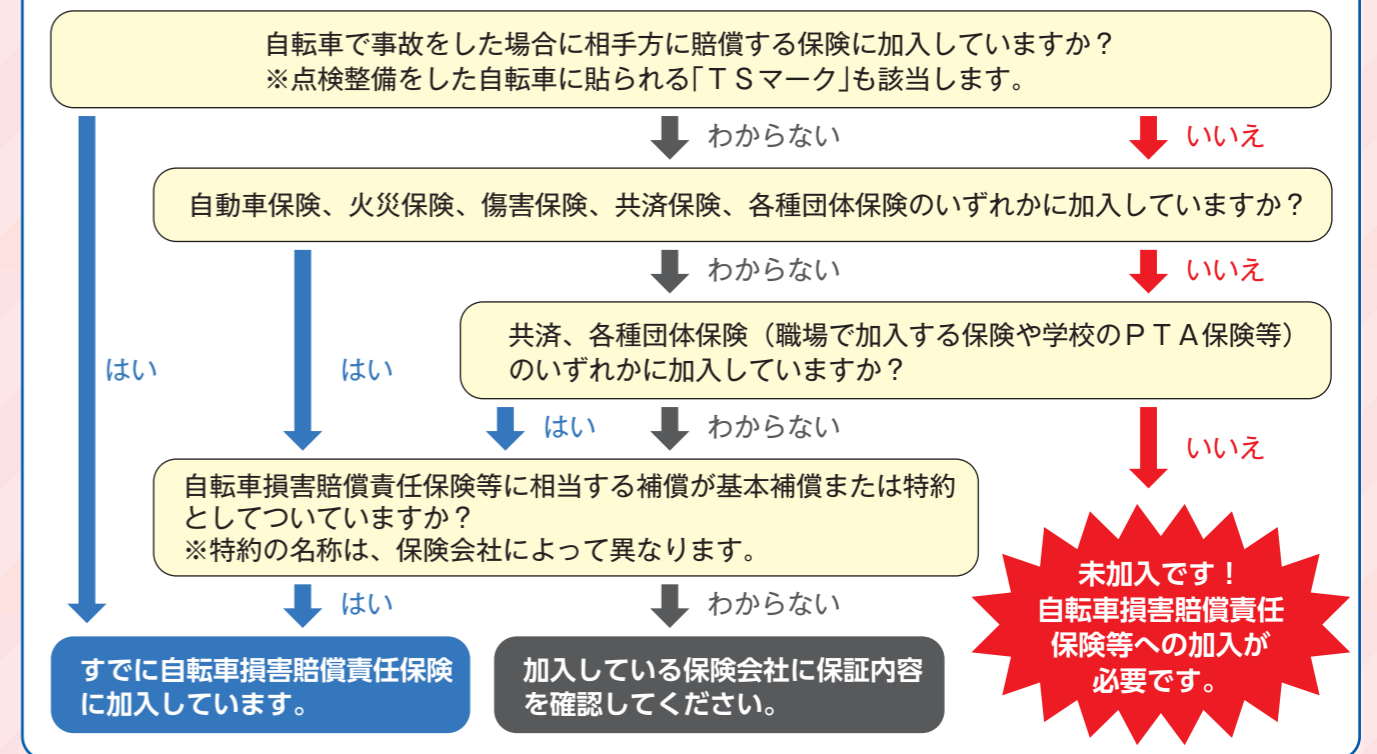 自転車で事故をした場合に相手方に賠償する保険に加入していますか？
※点検整備をした自転車に貼られる「ＴＳマーク」も該当します。
わからない
いいえ
自動車保険、火災保険、傷害保険、共済保険、各種団体保険のいずれかに加入していますか？
わからない
いいえ
共済、各種団体保険（職場で加入する保険や学校のＰＴＡ保険等）
のいずれかに加入していますか？
はい
はい
はい
わからない
いいえ
自転車損害賠償責任保険等に相当する補償が基本補償または特約
としてついていますか？
※特約の名称は、保険会社によって異なります。
はい
わからない
未加入です！
自転車損害賠償責任
保険等への加入が
必要です。
すでに自転車損害賠償責任保険
に加入しています。
加入している保険会社に保証内容
を確認してください。